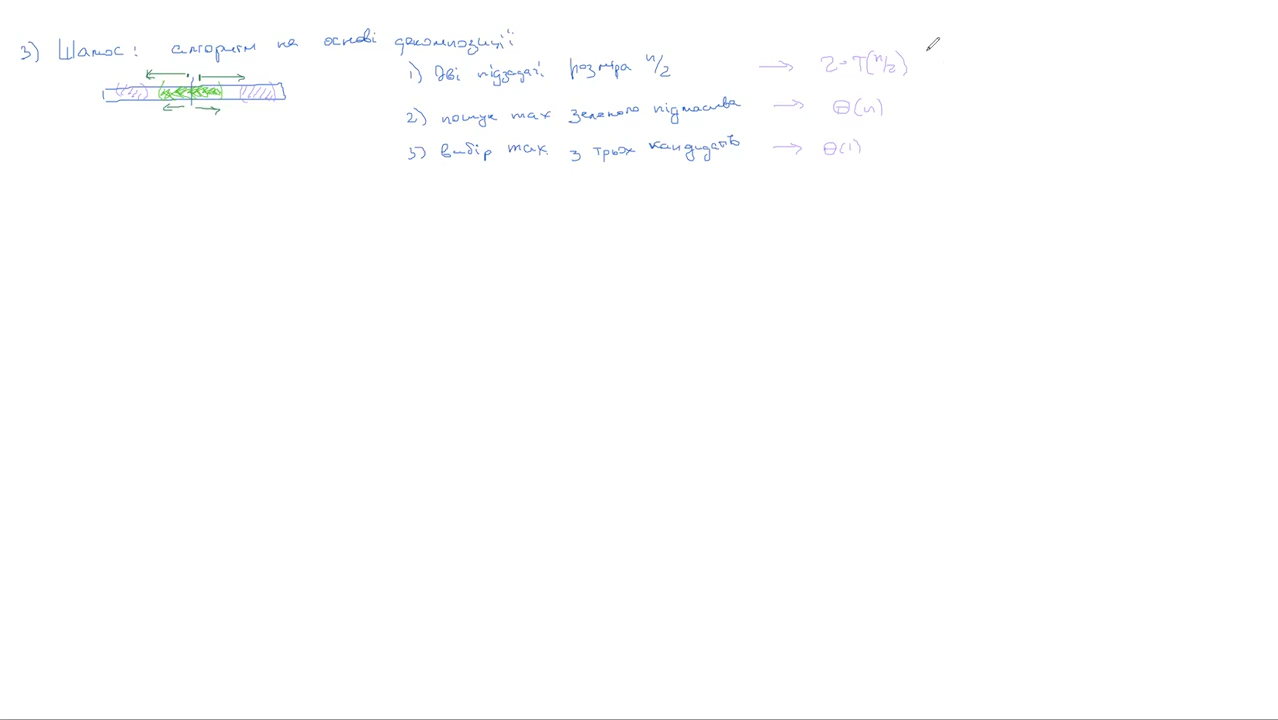 3) Шамос: алгоритм на основі декомпозиції
1) Дві підзадачі розміра n/2 → 2·T(n/2)
2) пошук max зеленого підмасива → Θ(n)
3) вибір max з трьох кандидатів → Θ(1)